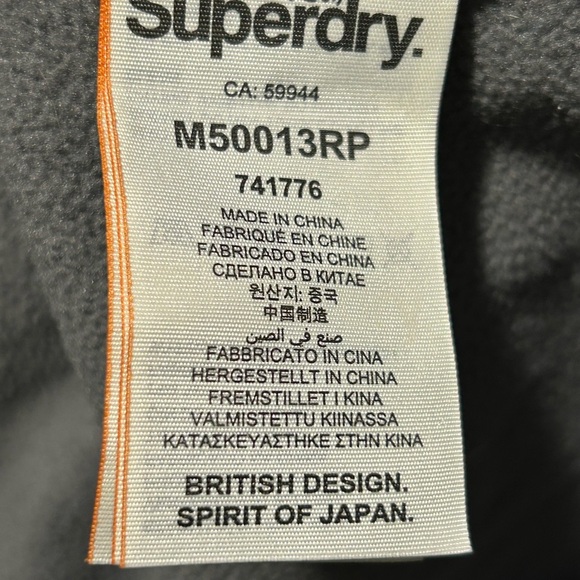 Superdry.
CA: 59944
M50013RP
741776
MADE IN CHINA
FABRIQUÉ EN CHINE
FABRICADO EN CHINA
СДЕЛАНО В КИТАЕ
원산지: 중국
中国制造
صنع في الصين
FABBRICATO IN CINA
HERGESTELLT IN CHINA
FREMSTILLET I KINA
VALMISTETTU KIINASSA
ΚΑΤΑΣΚΕΥΑΣΤΗΚΕ ΣΤΗΝ ΚΙΝΑ
BRITISH DESIGN.
SPIRIT OF JAPAN.